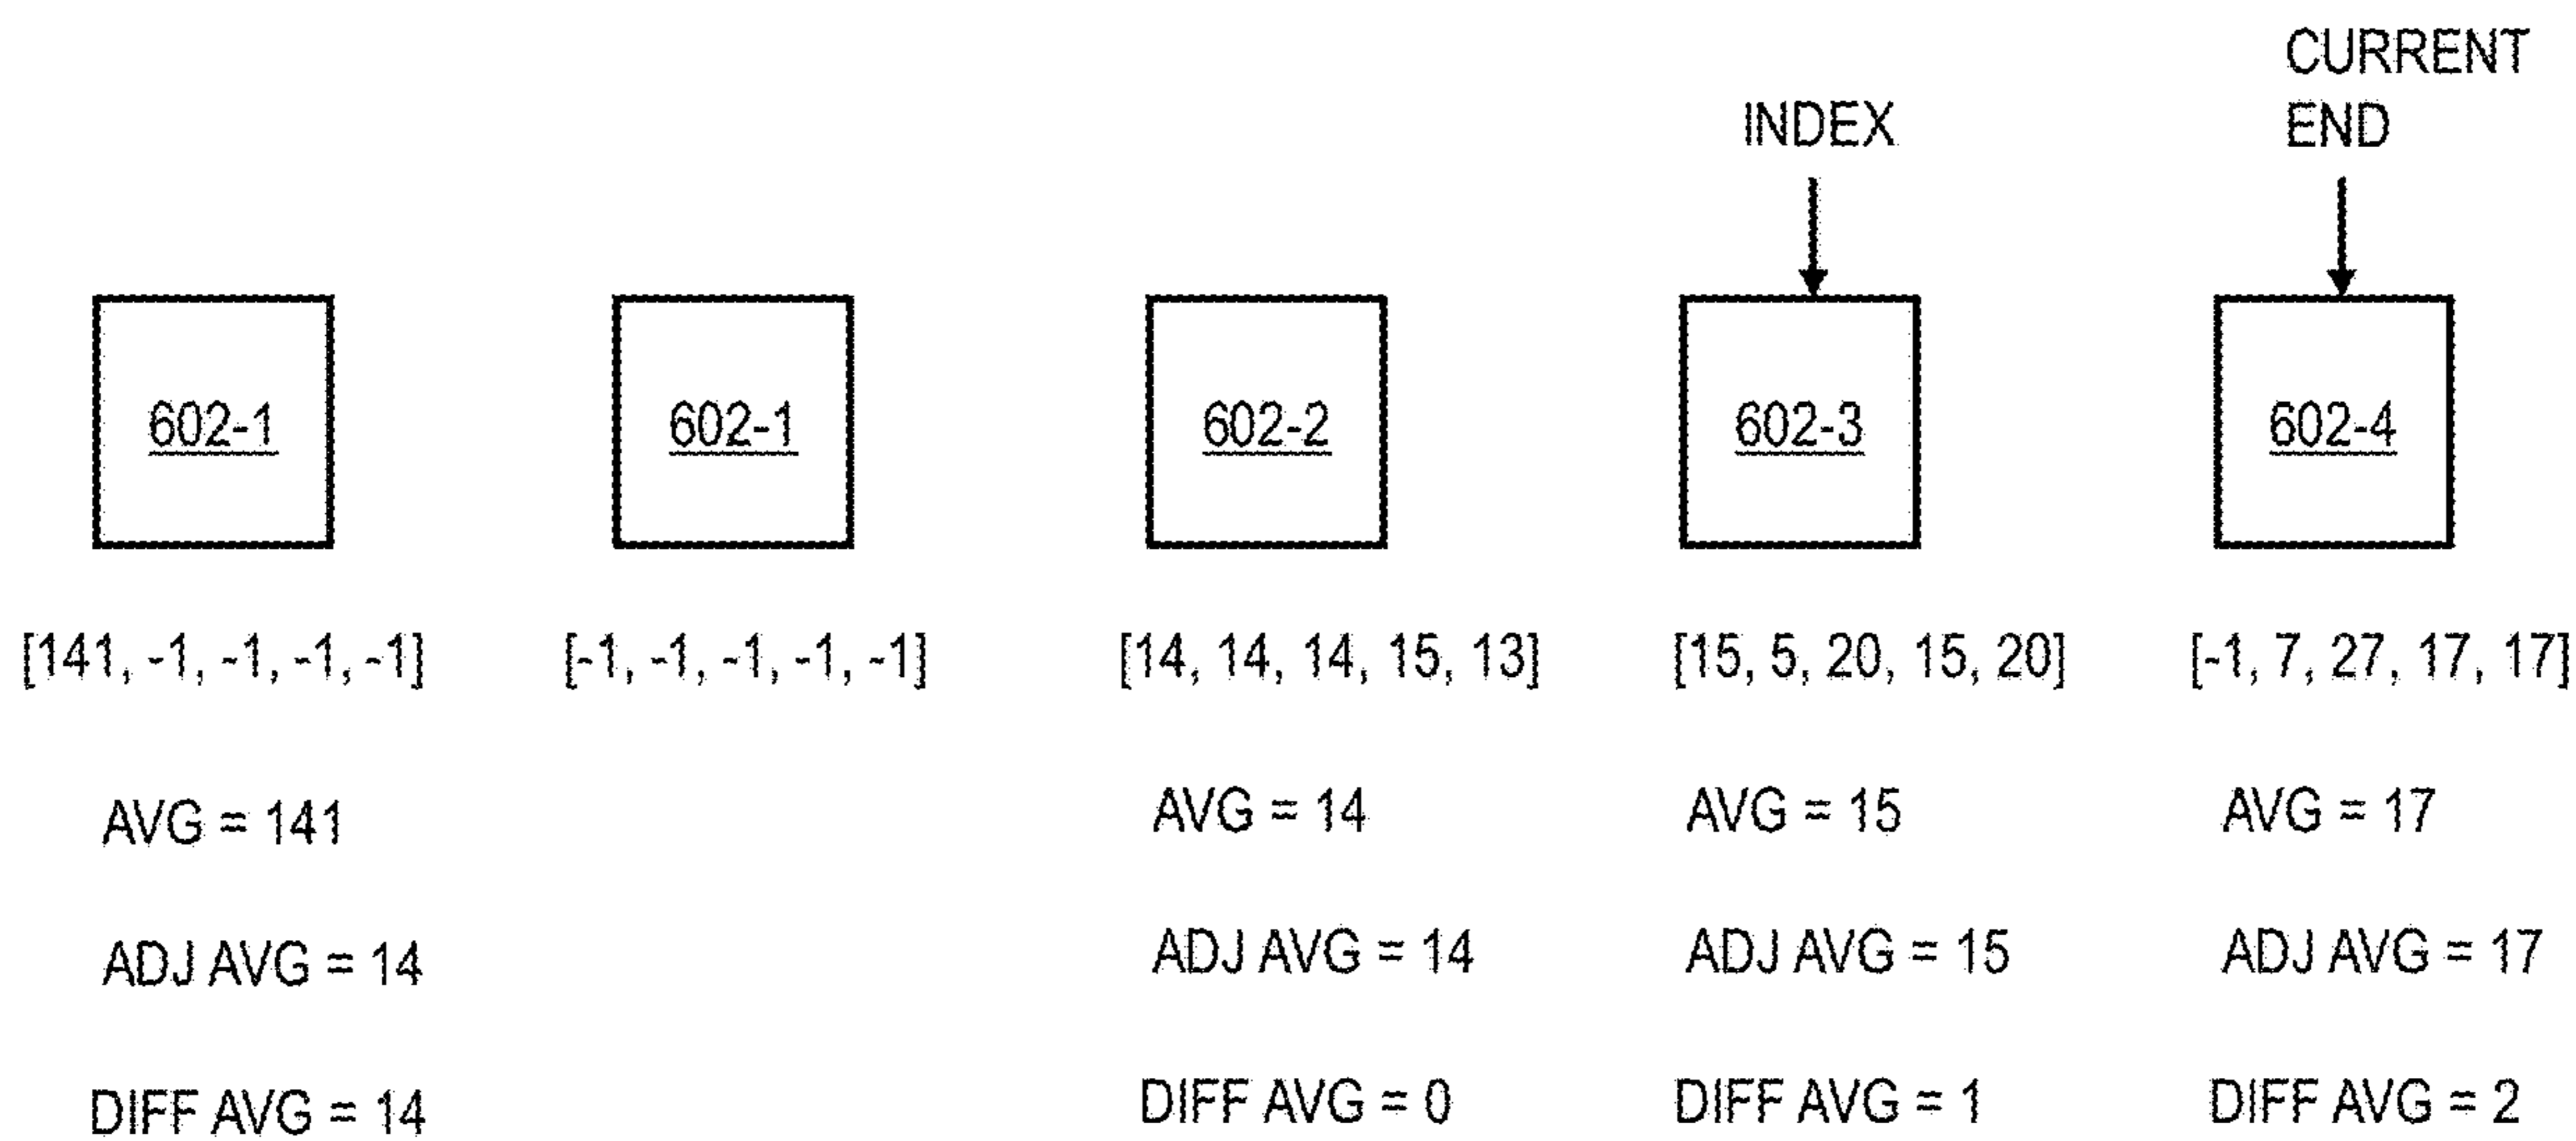 CURRENT
END
INDEX
602-1 602-1 602-2 602-3 602-4
[141, -1, -1, -1, -1] [-1, -1, -1, -1, -1] [14, 14, 14, 15, 13] [15, 5, 20, 15, 20] [-1, 7, 27, 17, 17]
AVG = 141 AVG = 14 AVG = 15 AVG = 17
ADJ AVG = 14 ADJ AVG = 14 ADJ AVG = 15 ADJ AVG = 17
DIFF AVG = 14 DIFF AVG = 0 DIFF AVG = 1 DIFF AVG = 2